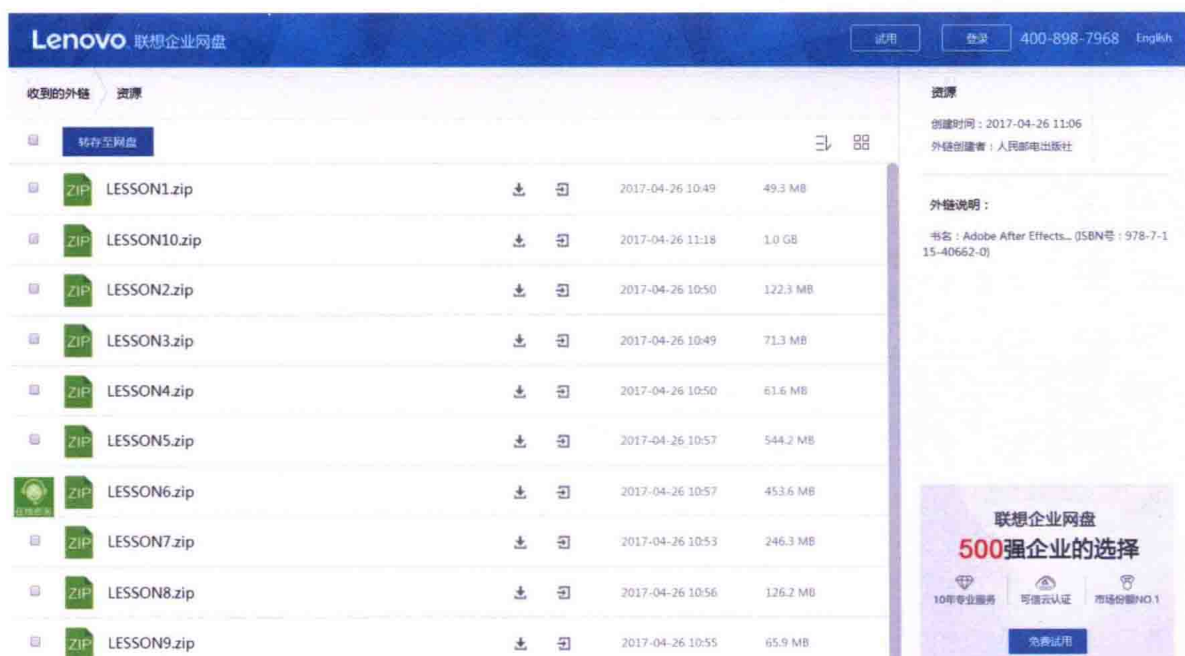 Lenovo 联想企业网盘 试用 登录 400-898-7968 English
收到的外链 资源
转存至网盘
LESSON1.zip 2017-04-26 10:49 49.3 MB
LESSON10.zip 2017-04-26 11:18 1.0 GB
LESSON2.zip 2017-04-26 10:50 122.3 MB
LESSON3.zip 2017-04-26 10:49 71.3 MB
LESSON4.zip 2017-04-26 10:50 61.6 MB
LESSON5.zip 2017-04-26 10:57 544.2 MB
LESSON6.zip 2017-04-26 10:57 453.6 MB
LESSON7.zip 2017-04-26 10:53 246.3 MB
LESSON8.zip 2017-04-26 10:56 126.2 MB
LESSON9.zip 2017-04-26 10:55 65.9 MB
ZIP
ZIP
ZIP
ZIP
ZIP
ZIP
ZIP
ZIP
ZIP
ZIP
资源
创建时间：2017-04-26 11:06
外链创建者：人民邮电出版社
外链说明：
书名：Adobe After Effects... (ISBN号：978-7-1
15-40662-0)
联想企业网盘
500强企业的选择
10年专业服务 可信云认证 市场份额NO.1
免费试用